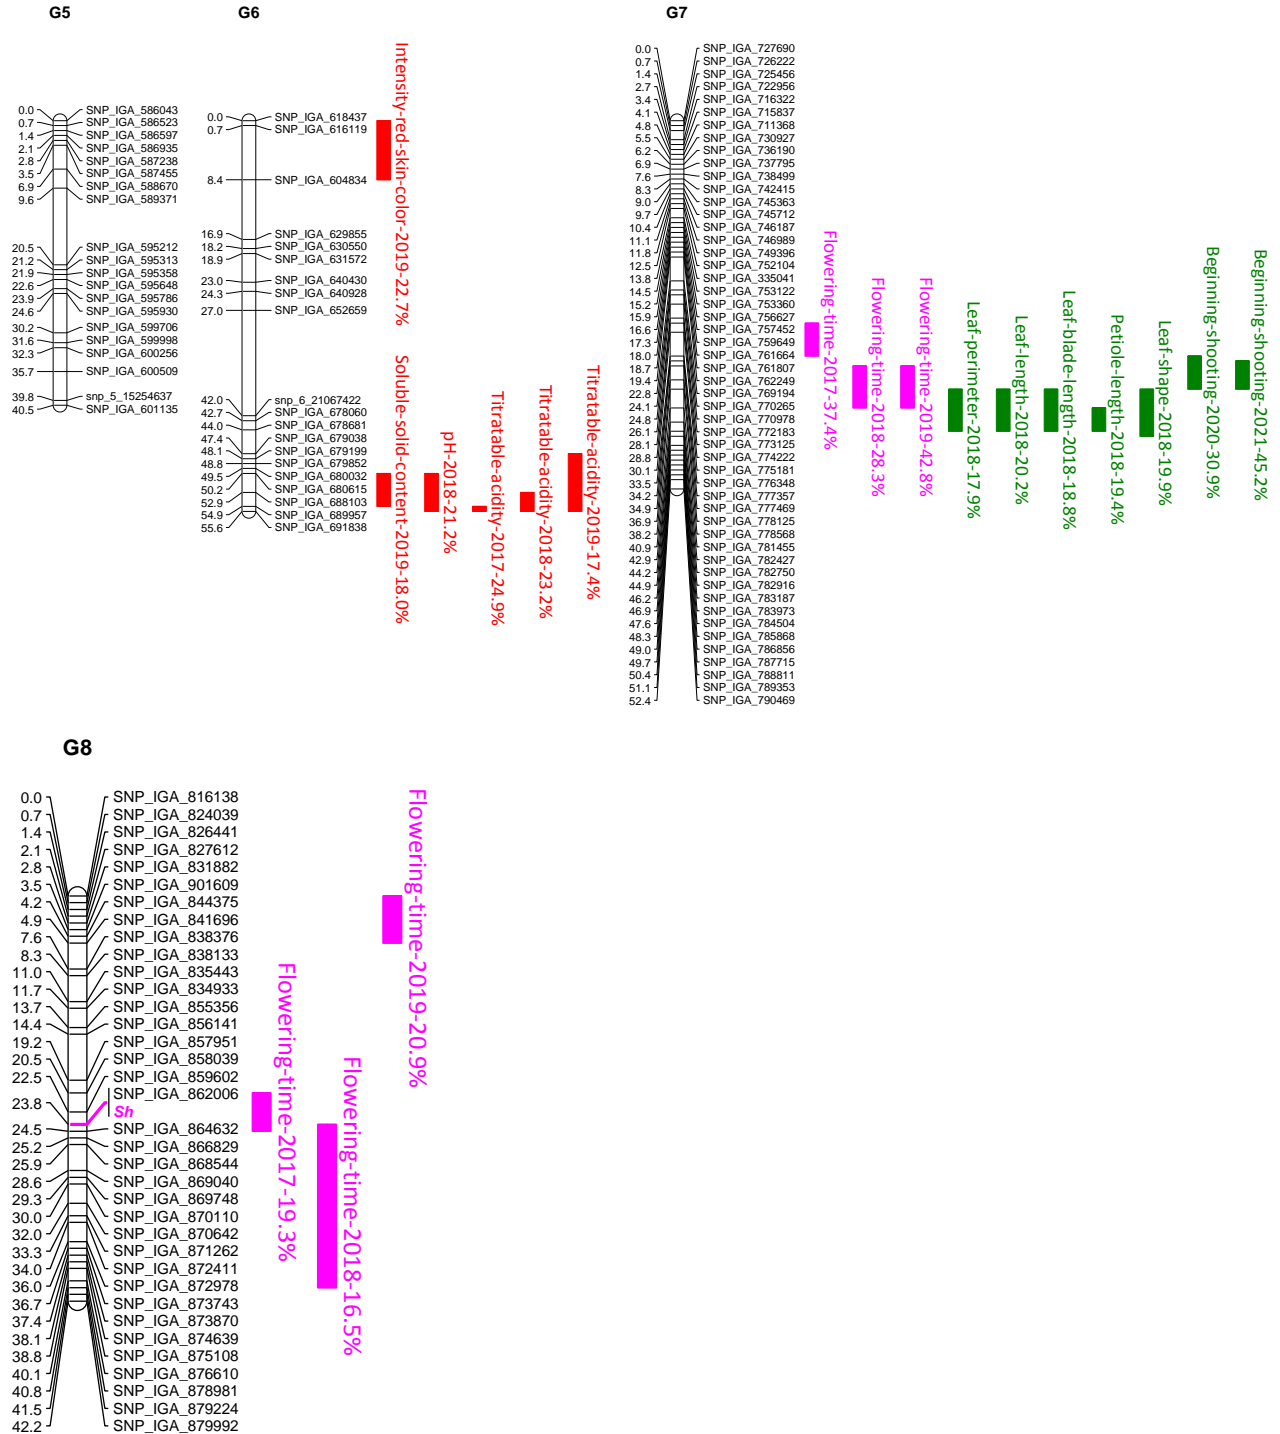 G5
0.0 SNP_IGA_586043
0.7 SNP_IGA_586523
1.4 SNP_IGA_586597
2.1 SNP_IGA_586935
2.8 SNP_IGA_587238
3.5 SNP_IGA_587455
6.9 SNP_IGA_588670
9.6 SNP_IGA_589371
20.5 SNP_IGA_595212
21.2 SNP_IGA_595313
21.9 SNP_IGA_595358
22.6 SNP_IGA_595648
23.9 SNP_IGA_595786
24.6 SNP_IGA_595930
30.2 SNP_IGA_599706
31.6 SNP_IGA_599998
32.3 SNP_IGA_600256
35.7 SNP_IGA_600509
39.8 snp_5_15254637
40.5 SNP_IGA_601135
G6
0.0 SNP_IGA_618437
0.7 SNP_IGA_616119
8.4 SNP_IGA_604834
16.9 SNP_IGA_629855
18.2 SNP_IGA_630550
18.9 SNP_IGA_631572
23.0 SNP_IGA_640430
24.3 SNP_IGA_640928
27.0 SNP_IGA_652659
42.0 snp_6_21067422
42.7 SNP_IGA_678060
44.0 SNP_IGA_678681
47.4 SNP_IGA_679038
48.1 SNP_IGA_679199
48.8 SNP_IGA_679852
49.5 SNP_IGA_680032
50.2 SNP_IGA_680615
52.9 SNP_IGA_688103
54.9 SNP_IGA_689957
55.6 SNP_IGA_691838
Intensity-red-skin-color-2019-22.7%
Soluble-solid-content-2019-18.0%
pH-2018-21.2%
Titratable-acidity-2017-24.9%
Titratable-acidity-2018-23.2%
Titratable-acidity-2019-17.4%
G7
0.0 SNP_IGA_727690
0.7 SNP_IGA_726222
1.4 SNP_IGA_725456
2.7 SNP_IGA_722956
3.4 SNP_IGA_716322
4.1 SNP_IGA_715837
4.8 SNP_IGA_711368
5.5 SNP_IGA_730927
6.2 SNP_IGA_736190
6.9 SNP_IGA_737795
7.6 SNP_IGA_738499
8.3 SNP_IGA_742415
9.0 SNP_IGA_745363
9.7 SNP_IGA_745712
10.4 SNP_IGA_746187
11.1 SNP_IGA_746989
11.8 SNP_IGA_749396
12.5 SNP_IGA_752104
13.8 SNP_IGA_335041
14.5 SNP_IGA_753122
15.2 SNP_IGA_753360
15.9 SNP_IGA_756627
16.6 SNP_IGA_757452
17.3 SNP_IGA_759649
18.0 SNP_IGA_761664
18.7 SNP_IGA_761807
19.4 SNP_IGA_762249
22.8 SNP_IGA_769194
24.1 SNP_IGA_770265
24.8 SNP_IGA_770978
26.1 SNP_IGA_772183
28.1 SNP_IGA_773125
28.8 SNP_IGA_774222
30.1 SNP_IGA_775181
33.5 SNP_IGA_776348
34.2 SNP_IGA_777357
34.9 SNP_IGA_777469
36.9 SNP_IGA_778125
38.2 SNP_IGA_778568
40.9 SNP_IGA_781455
42.9 SNP_IGA_782427
44.2 SNP_IGA_782750
44.9 SNP_IGA_782916
46.2 SNP_IGA_783187
46.9 SNP_IGA_783973
47.6 SNP_IGA_784504
48.3 SNP_IGA_785868
49.0 SNP_IGA_786856
49.7 SNP_IGA_787715
50.4 SNP_IGA_788811
51.1 SNP_IGA_789353
52.4 SNP_IGA_790469
Flowering-time-2017-37.4%
Flowering-time-2018-28.3%
Flowering-time-2019-42.8%
Leaf-perimeter-2018-17.9%
Leaf-length-2018-20.2%
Leaf-blade-length-2018-18.8%
Petiole-length-2018-19.4%
Leaf-shape-2018-19.9%
Beginning-shooting-2020-30.9%
Beginning-shooting-2021-45.2%
G8
0.0 SNP_IGA_816138
0.7 SNP_IGA_824039
1.4 SNP_IGA_826441
2.1 SNP_IGA_827612
2.8 SNP_IGA_831882
3.5 SNP_IGA_901609
4.2 SNP_IGA_844375
4.9 SNP_IGA_841696
7.6 SNP_IGA_838376
8.3 SNP_IGA_838133
11.0 SNP_IGA_835443
11.7 SNP_IGA_834933
13.7 SNP_IGA_855356
14.4 SNP_IGA_856141
19.2 SNP_IGA_857951
20.5 SNP_IGA_858039
22.5 SNP_IGA_859602
23.8 SNP_IGA_862006
Sh
24.5 SNP_IGA_864632
25.2 SNP_IGA_866829
25.9 SNP_IGA_868544
28.6 SNP_IGA_869040
29.3 SNP_IGA_869748
30.0 SNP_IGA_870110
32.0 SNP_IGA_870642
33.3 SNP_IGA_871262
34.0 SNP_IGA_872411
36.0 SNP_IGA_872978
36.7 SNP_IGA_873743
37.4 SNP_IGA_873870
38.1 SNP_IGA_874639
38.8 SNP_IGA_875108
40.1 SNP_IGA_876610
40.8 SNP_IGA_878981
41.5 SNP_IGA_879224
42.2 SNP_IGA_879992
Flowering-time-2017-19.3%
Flowering-time-2018-16.5%
Flowering-time-2019-20.9%